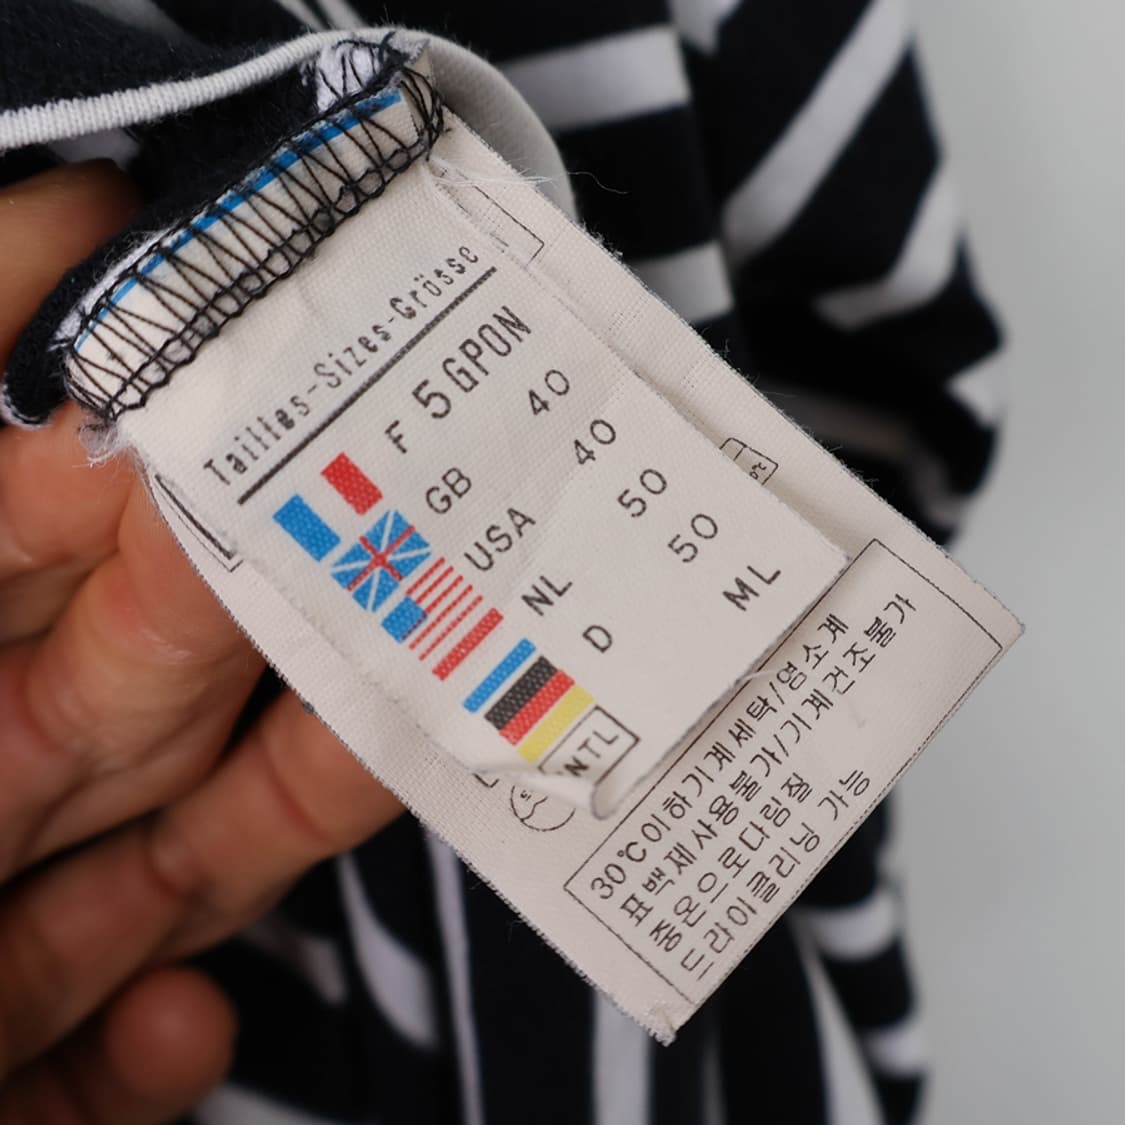 Tailles-Sizes-Grösse
F 5GPON
GB 40
USA 40
NL 50
D 50
INTL ML
30℃이하기계세탁/염소계
표백제사용불가/기계건조불가
중온으로다림질
드라이클리닝 가능